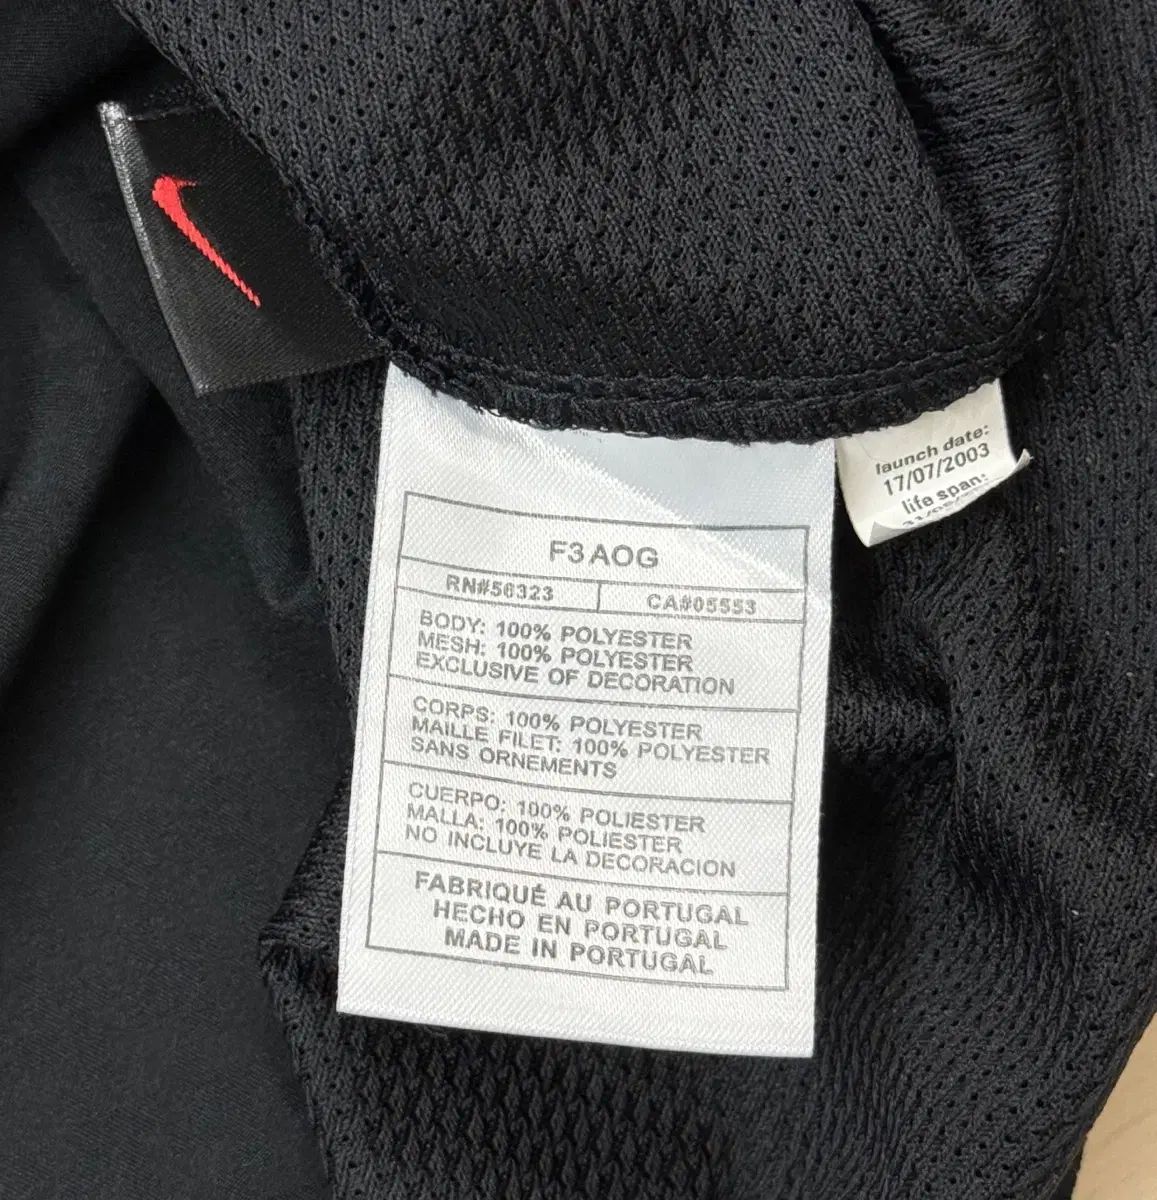 launch date:
17/07/2003
life span:
F3AOG
RN#56323
CA#05553
BODY: 100% POLYESTER
MESH: 100% POLYESTER
EXCLUSIVE OF DECORATION
CORPS: 100% POLYESTER
MAILLE FILET: 100% POLYESTER
SANS ORNEMENTS
CUERPO: 100% POLIESTER
MALLA: 100% POLIESTER
NO INCLUYE LA DECORACION
FABRIQUÉ AU PORTUGAL
HECHO EN PORTUGAL
MADE IN PORTUGAL